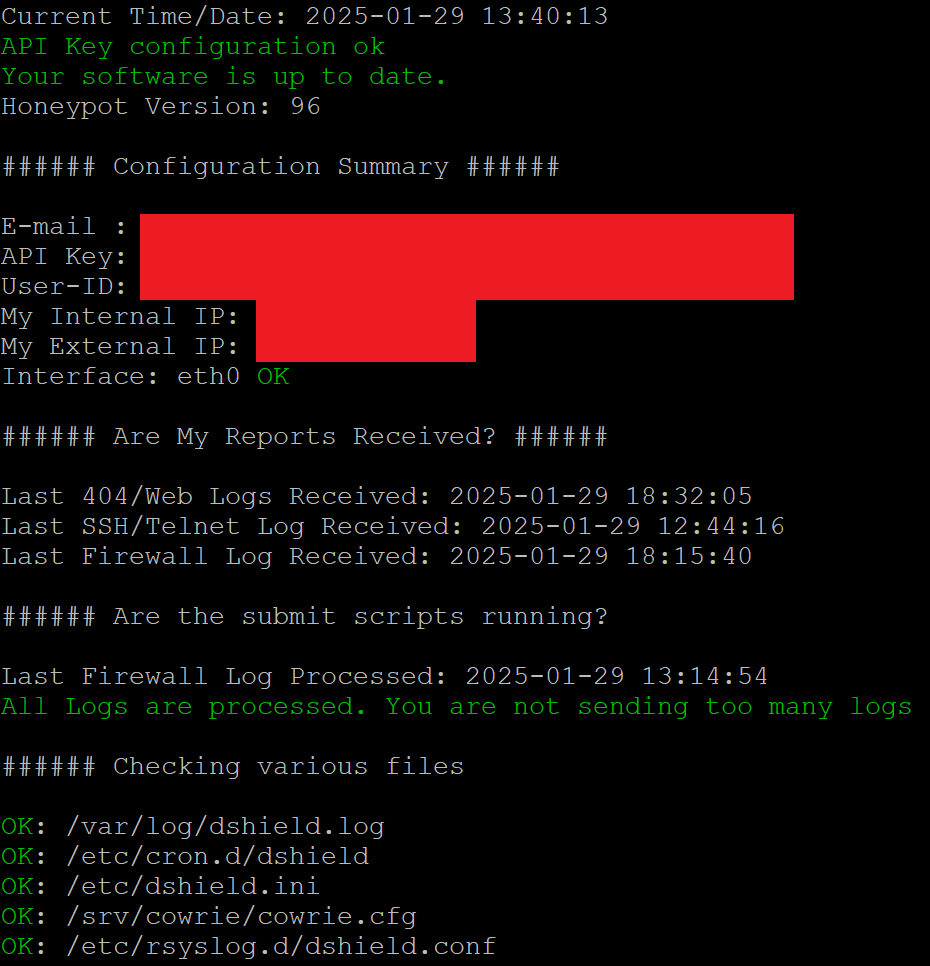 Current Time/Date: 2025-01-29 13:40:13
API Key configuration ok
Your software is up to date.
Honeypot Version: 96
###### Configuration Summary ######
E-mail :
API Key:
User-ID:
My Internal IP:
My External IP:
Interface: eth0 OK
###### Are My Reports Received? ######
Last 404/Web Logs Received: 2025-01-29 18:32:05
Last SSH/Telnet Log Received: 2025-01-29 12:44:16
Last Firewall Log Received: 2025-01-29 18:15:40
###### Are the submit scripts running?
Last Firewall Log Processed: 2025-01-29 13:14:54
All Logs are processed. You are not sending too many logs
###### Checking various files
OK: /var/log/dshield.log
OK: /etc/cron.d/dshield
OK: /etc/dshield.ini
OK: /srv/cowrie/cowrie.cfg
OK: /etc/rsyslog.d/dshield.conf